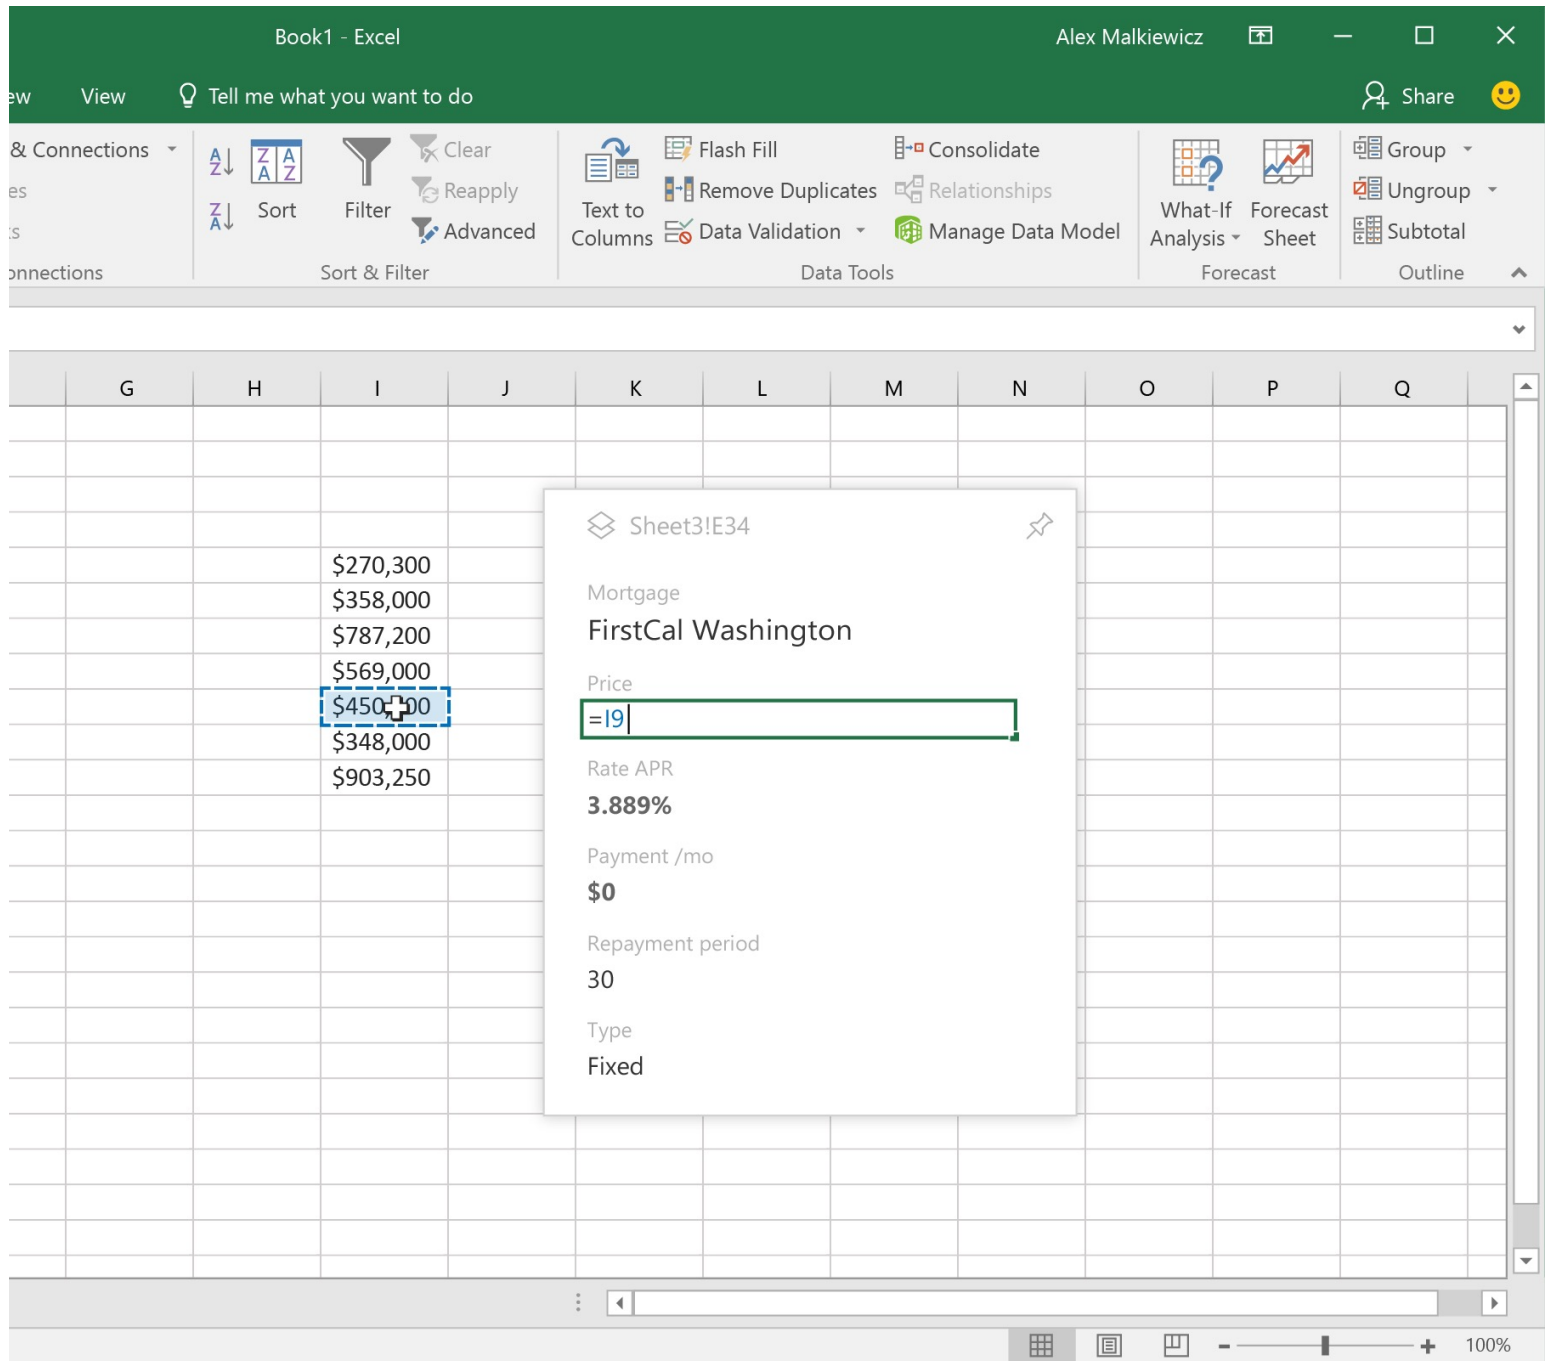 Book1 - Excel
Alex Malkiewicz
ew View Tell me what you want to do
Share
& Connections
es
ks
onnections
Sort
Filter
Clear
Reapply
Advanced
Sort & Filter
Text to
Columns
Flash Fill
Remove Duplicates
Data Validation
Consolidate
Relationships
Manage Data Model
Data Tools
What-If
Analysis
Forecast
Sheet
Forecast
Group
Ungroup
Subtotal
Outline
G H I J K L M N O P Q
$270,300
$358,000
$787,200
$569,000
$348,000
$903,250
Sheet3!E34
Mortgage
FirstCal Washington
Price
=I9
Rate APR
3.889%
Payment /mo
$0
Repayment period
30
Type
Fixed
100%